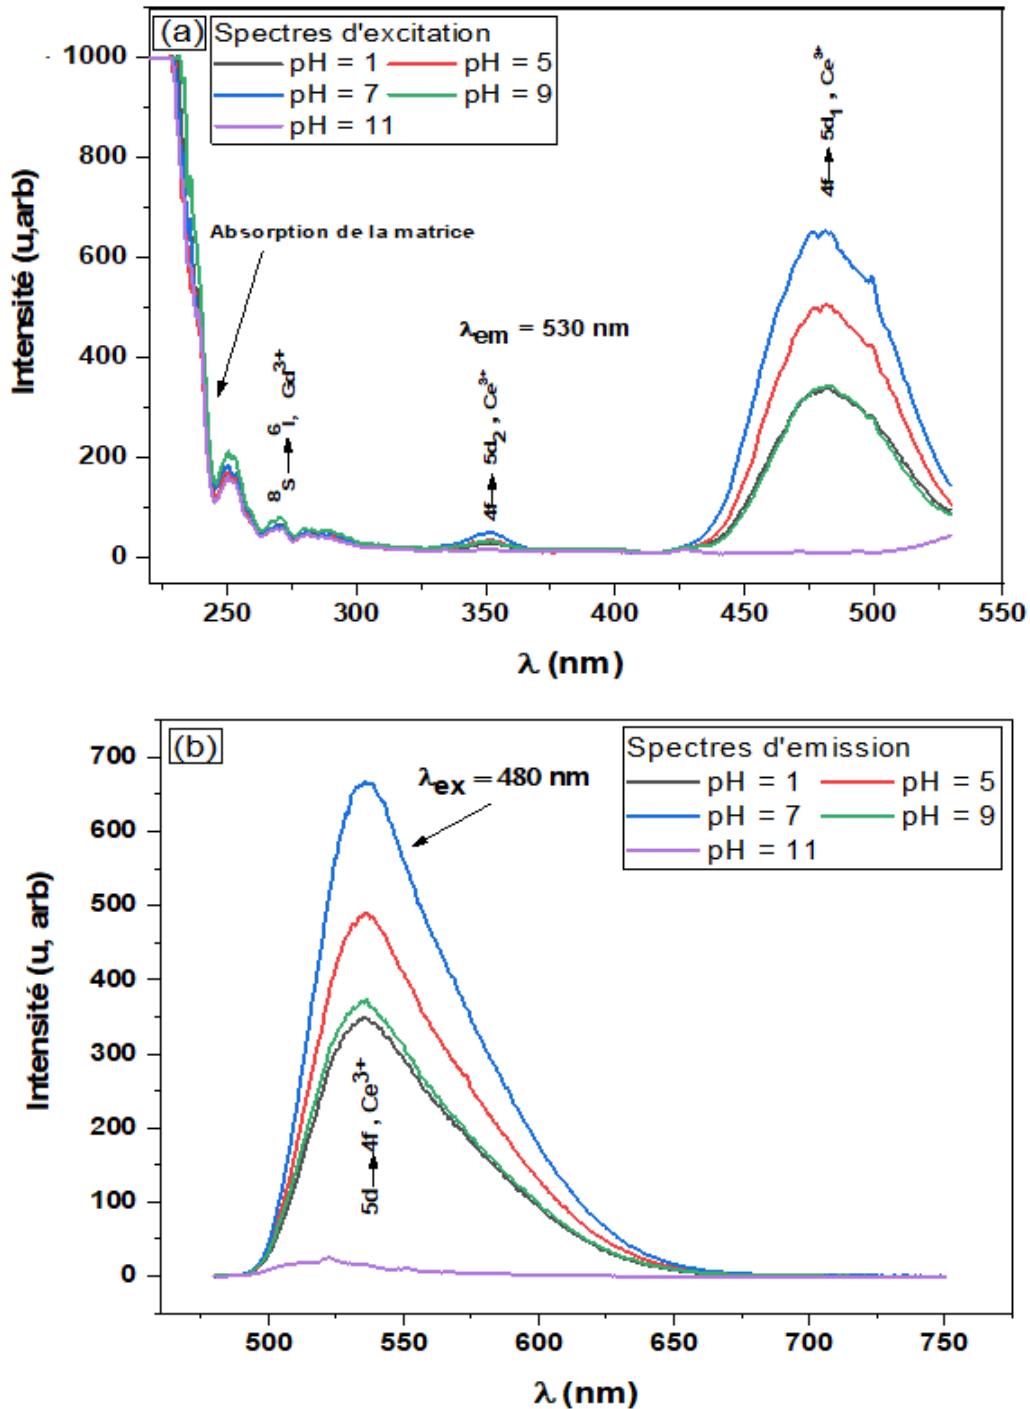 (a)
Spectres d'excitation
pH = 1 pH = 5
pH = 7 pH = 9
pH = 11
1000
800
600
400
200
0
Intensité (u,arb)
Absorption de la matrice
⁸S → ⁶I, Gd³⁺
4f → 5d₂ , Ce³⁺
λem = 530 nm
4f → 5d₁ , Ce³⁺
250 300 350 400 450 500 550
λ (nm)
(b)
Spectres d'emission
pH = 1 pH = 5
pH = 7 pH = 9
pH = 11
λex = 480 nm
700
600
500
400
300
200
100
0
Intensité (u, arb)
5d → 4f , Ce³⁺
500 550 600 650 700 750
λ (nm)